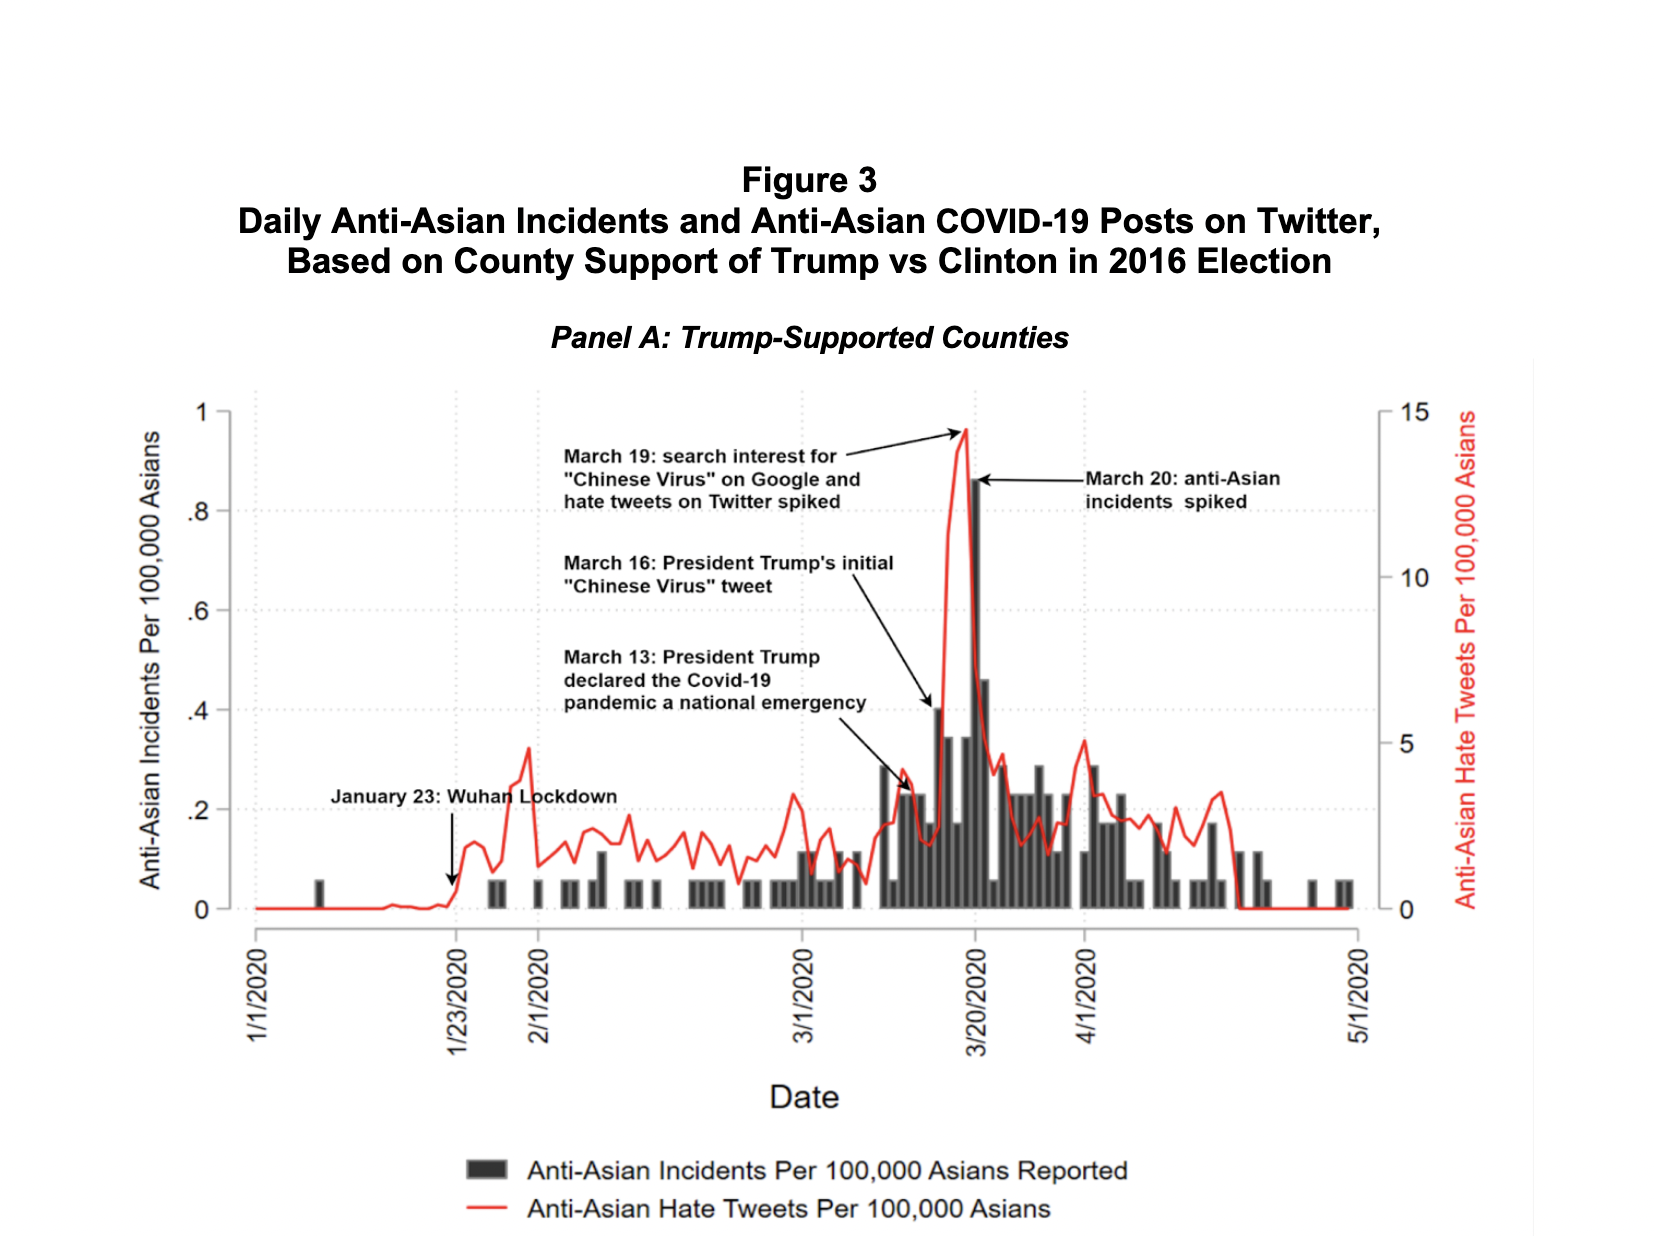 Figure 3
Daily Anti-Asian Incidents and Anti-Asian COVID-19 Posts on Twitter,
Based on County Support of Trump vs Clinton in 2016 Election
Panel A: Trump-Supported Counties
Anti-Asian Incidents Per 100,000 Asians
1
.8
.6
.4
.2
0
March 19: search interest for
"Chinese Virus" on Google and
hate tweets on Twitter spiked
March 20: anti-Asian
incidents spiked
March 16: President Trump's initial
"Chinese Virus" tweet
March 13: President Trump
declared the Covid-19
pandemic a national emergency
January 23: Wuhan Lockdown
15
10
5
0
Anti-Asian Hate Tweets Per 100,000 Asians
1/1/2020
1/23/2020
2/1/2020
3/1/2020
3/20/2020
4/1/2020
5/1/2020
Date
Anti-Asian Incidents Per 100,000 Asians Reported
Anti-Asian Hate Tweets Per 100,000 Asians